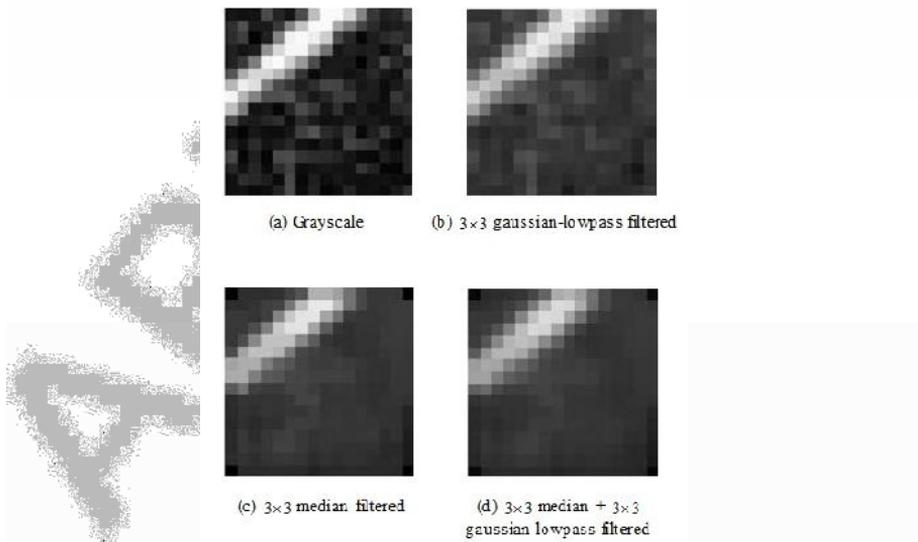 (a) Grayscale
(b) 3×3 gaussian-lowpass filtered
(c) 3×3 median filtered
(d) 3×3 median + 3×3
gaussian lowpass filtered